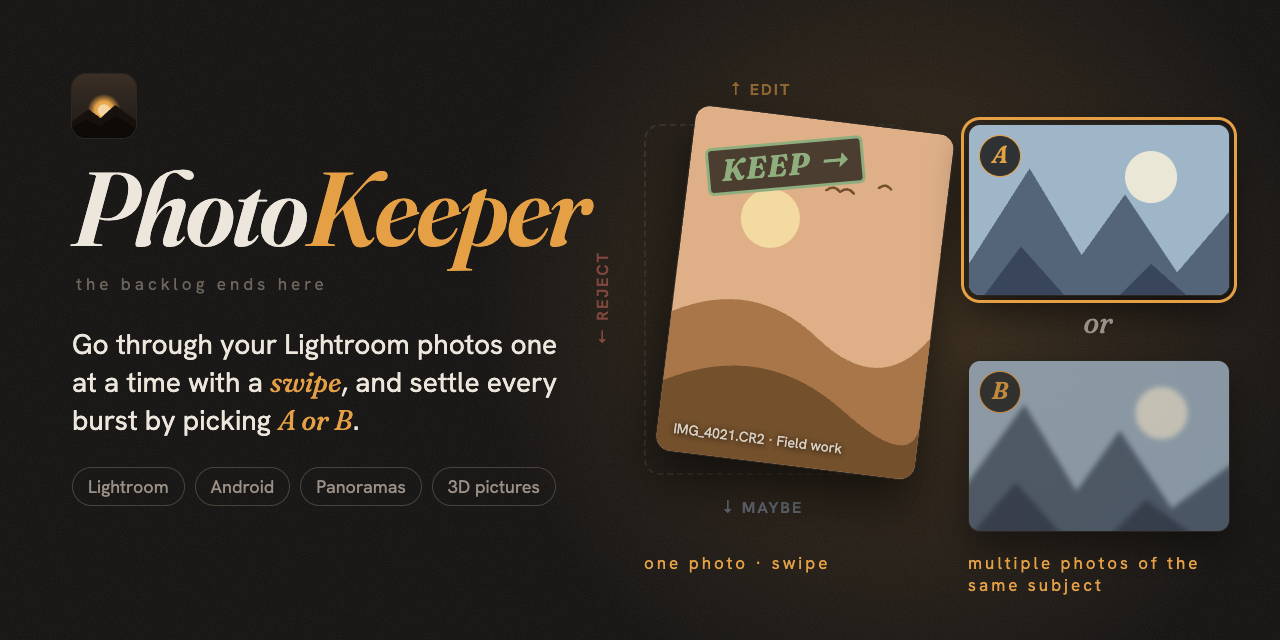 PhotoKeeper
the backlog ends here
Go through your Lightroom photos one
at a time with a swipe, and settle every
burst by picking A or B.
Lightroom
Android
Panoramas
3D pictures
↑ EDIT
← REJECT
KEEP →
IMG_4021.CR2 · Field work
↓ MAYBE
one photo · swipe
A
or
B
multiple photos of the
same subject